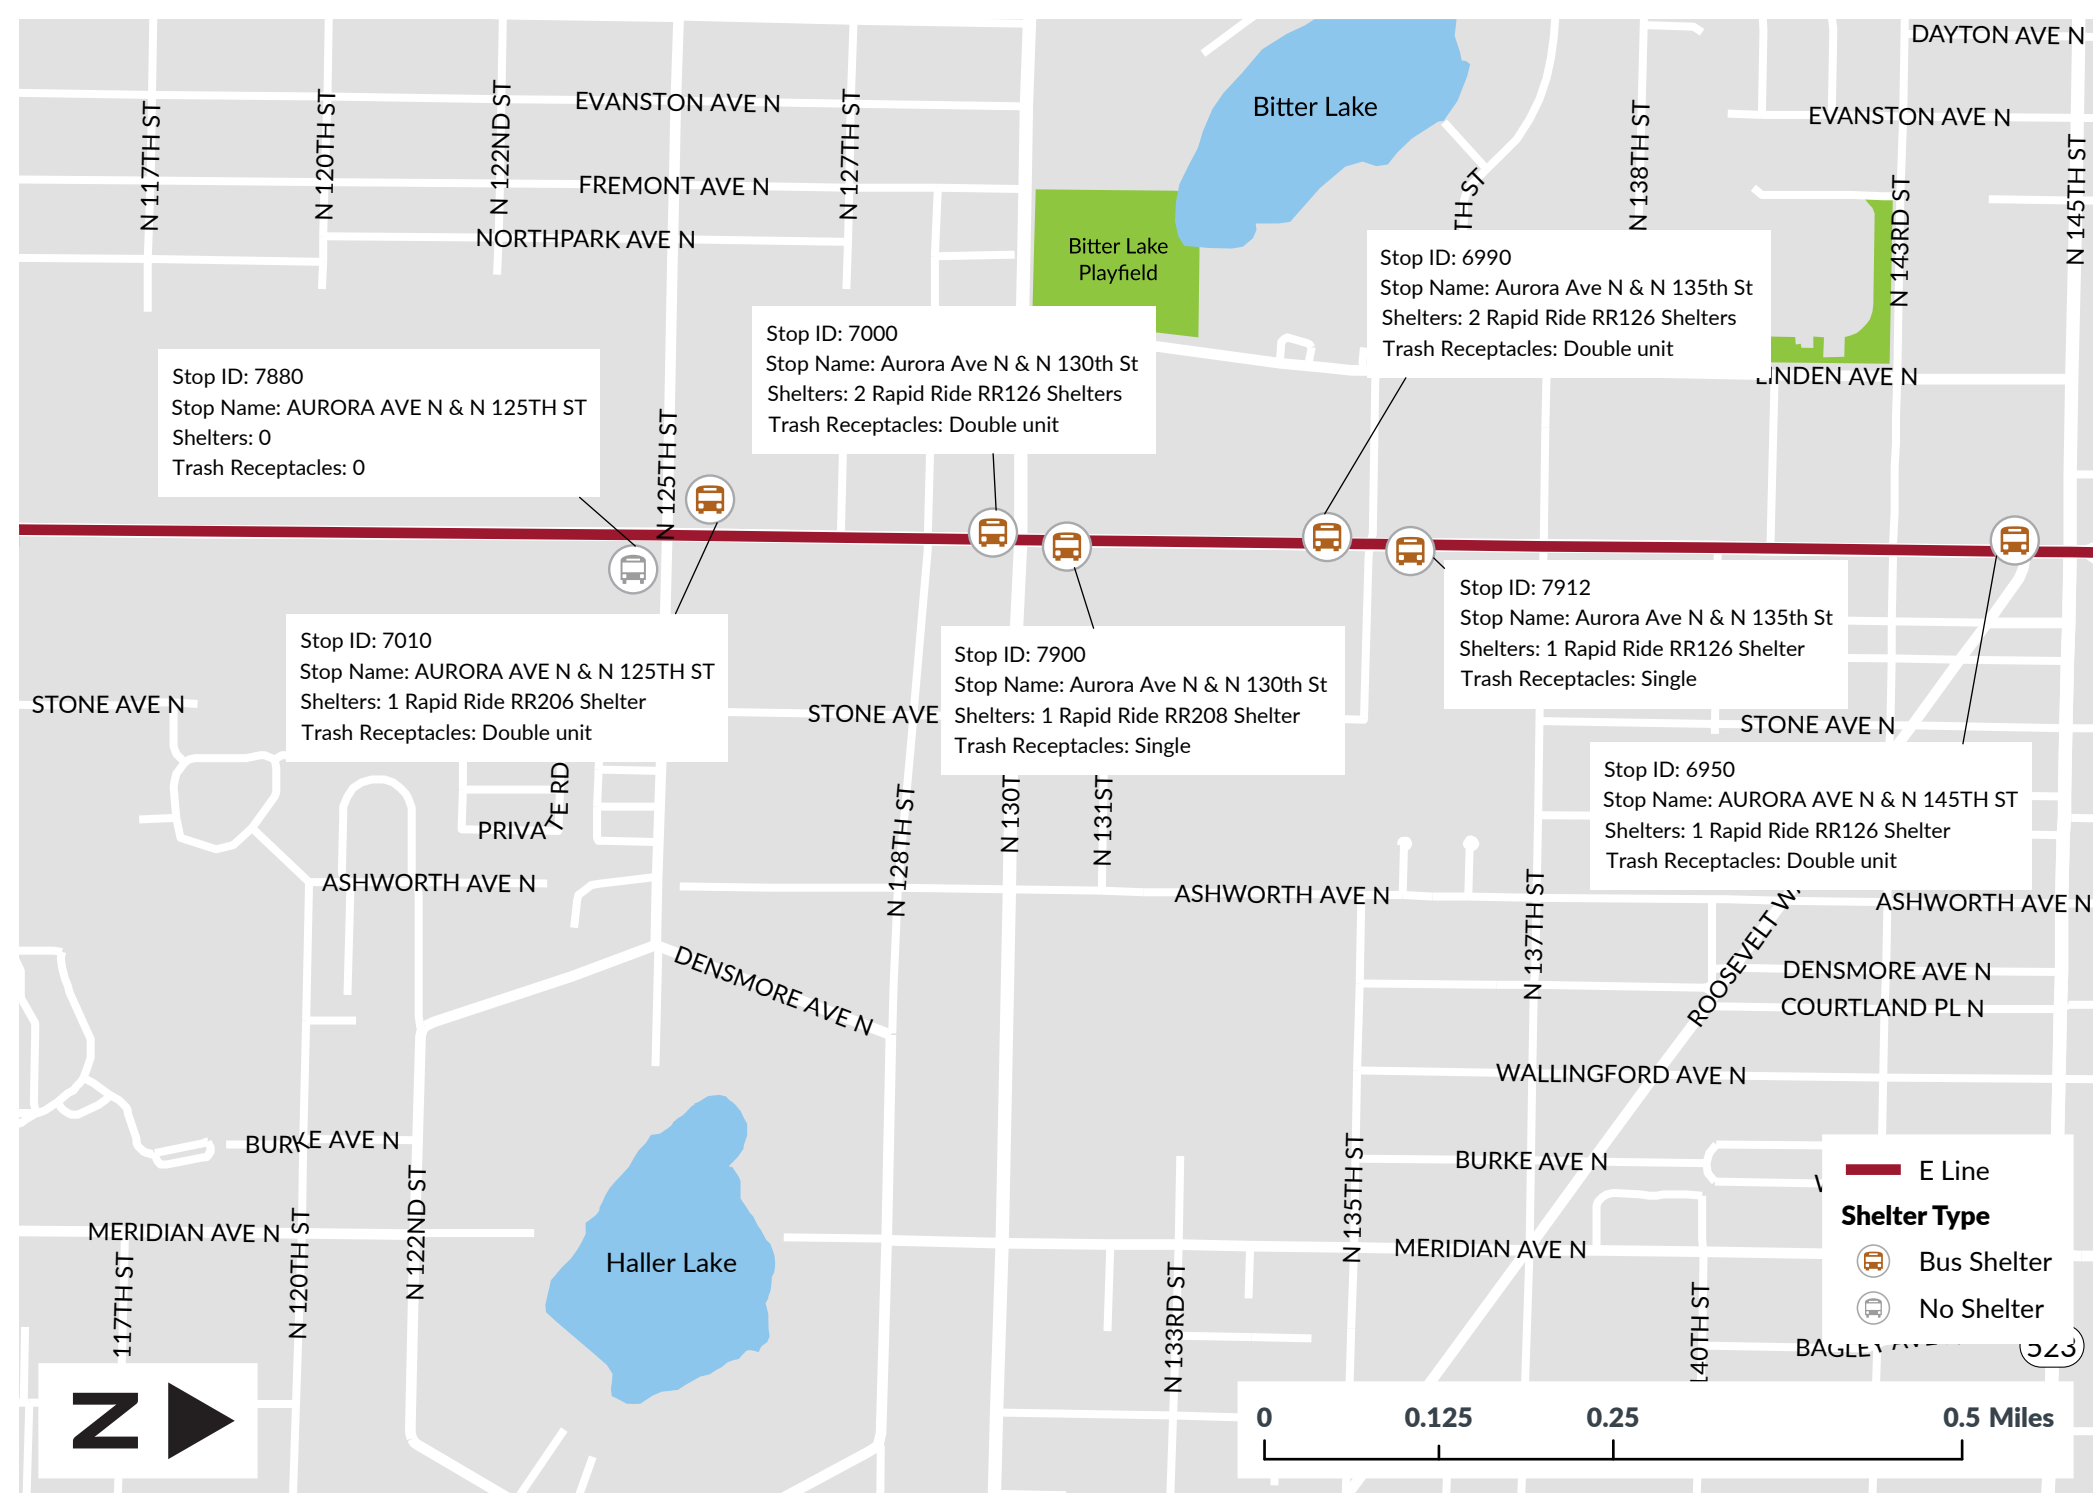 DAYTON AVE N
EVANSTON AVE N
Bitter Lake
EVANSTON AVE N
N 117TH ST
N 120TH ST
N 122ND ST
N 127TH ST
N 138TH ST
N 143RD ST
N 145TH ST
FREMONT AVE N
NORTHPARK AVE N
TH ST
Bitter Lake
Playfield
Stop ID: 6990
Stop Name: Aurora Ave N & N 135th St
Shelters: 2 Rapid Ride RR126 Shelters
Trash Receptacles: Double unit
Stop ID: 7000
Stop Name: Aurora Ave N & N 130th St
Shelters: 2 Rapid Ride RR126 Shelters
Trash Receptacles: Double unit
Stop ID: 7880
Stop Name: AURORA AVE N & N 125TH ST
Shelters: 0
Trash Receptacles: 0
LINDEN AVE N
N 125TH ST
Stop ID: 7912
Stop Name: Aurora Ave N & N 135th St
Shelters: 1 Rapid Ride RR126 Shelter
Trash Receptacles: Single
Stop ID: 7010
Stop Name: AURORA AVE N & N 125TH ST
Shelters: 1 Rapid Ride RR206 Shelter
Trash Receptacles: Double unit
Stop ID: 7900
Stop Name: Aurora Ave N & N 130th St
Shelters: 1 Rapid Ride RR208 Shelter
Trash Receptacles: Single
STONE AVE N
STONE AVE
STONE AVE N
Stop ID: 6950
Stop Name: AURORA AVE N & N 145TH ST
Shelters: 1 Rapid Ride RR126 Shelter
Trash Receptacles: Double unit
PRIVATE RD
N 128TH ST
N 130T
N 131ST
ASHWORTH AVE N
ASHWORTH AVE N
ASHWORTH AVE N
N 137TH ST
ROOSEVELT W
DENSMORE AVE N
DENSMORE AVE N
COURTLAND PL N
WALLINGFORD AVE N
BURKE AVE N
BURKE AVE N
N 135TH ST
MERIDIAN AVE N
MERIDIAN AVE N
N 122ND ST
N 120TH ST
117TH ST
Haller Lake
N 133RD ST
140TH ST
E Line
Shelter Type
Bus Shelter
No Shelter
523
N
0 0.125 0.25 0.5 Miles